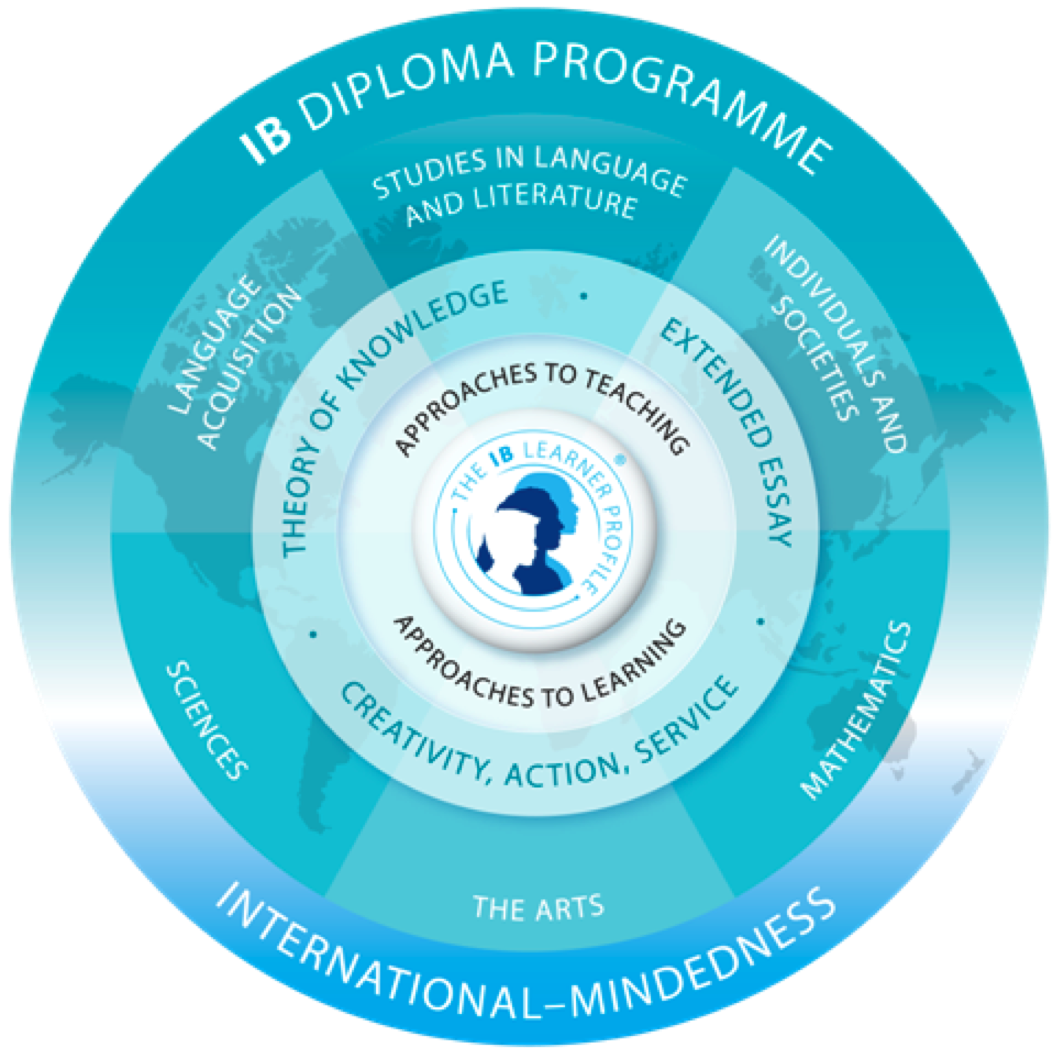 IB DIPLOMA PROGRAMME
STUDIES IN LANGUAGE
AND LITERATURE
LANGUAGE
ACQUISITION
INDIVIDUALS AND
SOCIETIES
THEORY OF KNOWLEDGE
·
EXTENDED ESSAY
·
APPROACHES TO TEACHING
THE IB LEARNER PROFILE
®
APPROACHES TO LEARNING
·
CREATIVITY, ACTION, SERVICE
SCIENCES
MATHEMATICS
THE ARTS
INTERNATIONAL–MINDEDNESS